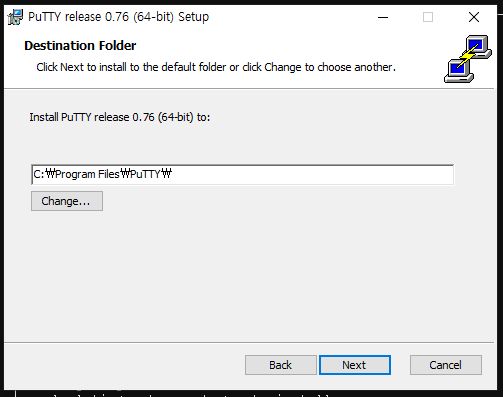 PuTTY release 0.76 (64-bit) Setup
Destination Folder
Click Next to install to the default folder or click Change to choose another.
Install PuTTY release 0.76 (64-bit) to:
C:₩Program Files₩PuTTY₩
Change...
Back
Next
Cancel